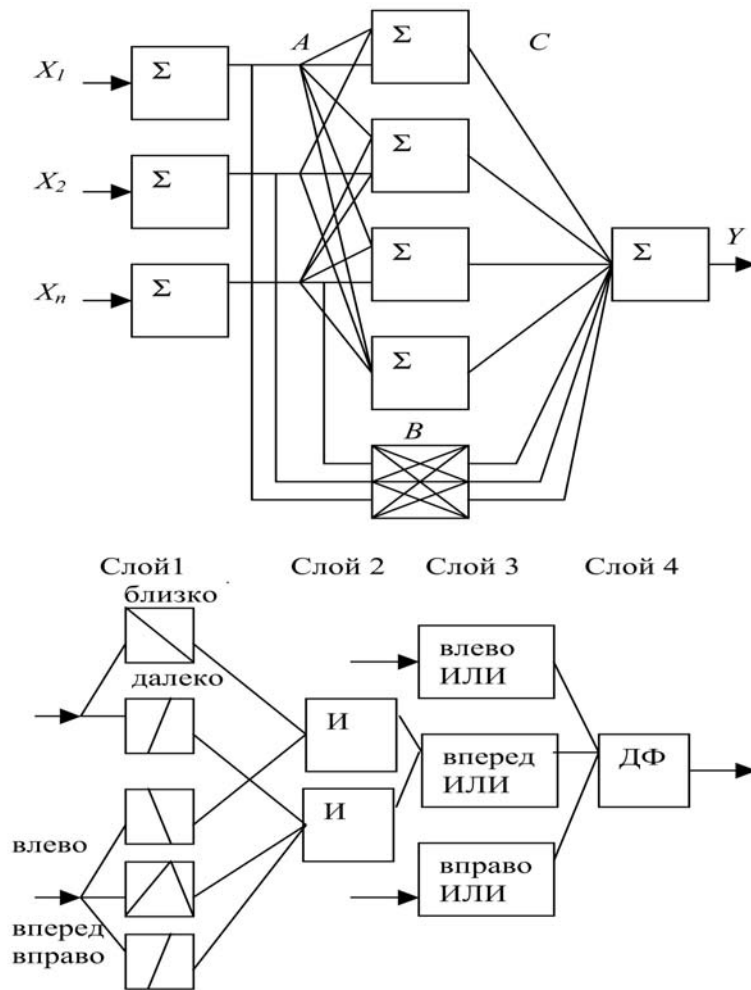 A
C
X₁
Σ
Σ
X₂
Σ
Σ
Xₙ
Σ
Σ
Σ
Y
Σ
B
Слой1
Слой 2
Слой 3
Слой 4
близко
далеко
влево
вперед
вправо
И
И
влево
ИЛИ
вперед
ИЛИ
вправо
ИЛИ
ДФ